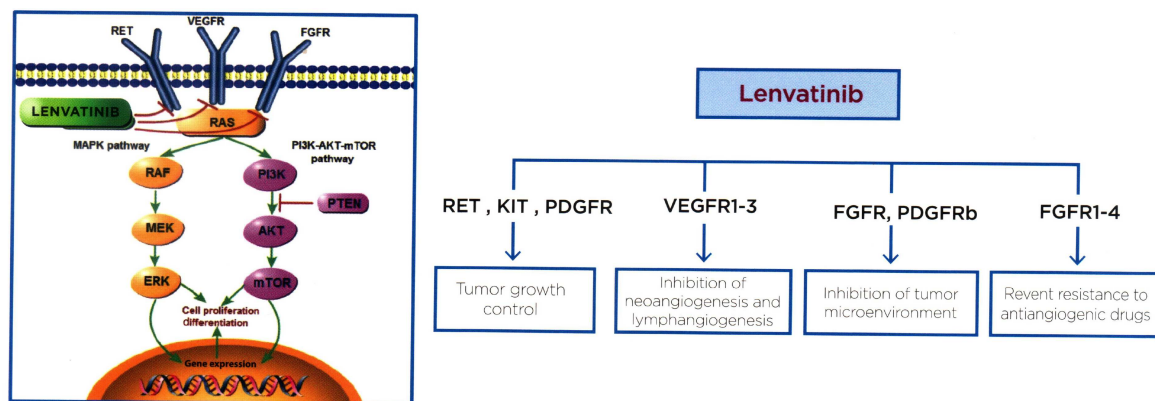 VEGFR
RET
FGFR
LENVATINIB
RAS
MAPK pathway
PI3K-AKT-mTOR
pathway
RAF
PI3K
PTEN
MEK
AKT
ERK
mTOR
Cell proliferation
differentiation
Gene expression
Lenvatinib
RET , KIT , PDGFR
Tumor growth
control
VEGFR1-3
Inhibition of
neoangiogenesis and
lymphangiogenesis
FGFR, PDGFRb
Inhibition of tumor
microenvironment
FGFR1-4
Revent resistance to
antiangiogenic drugs